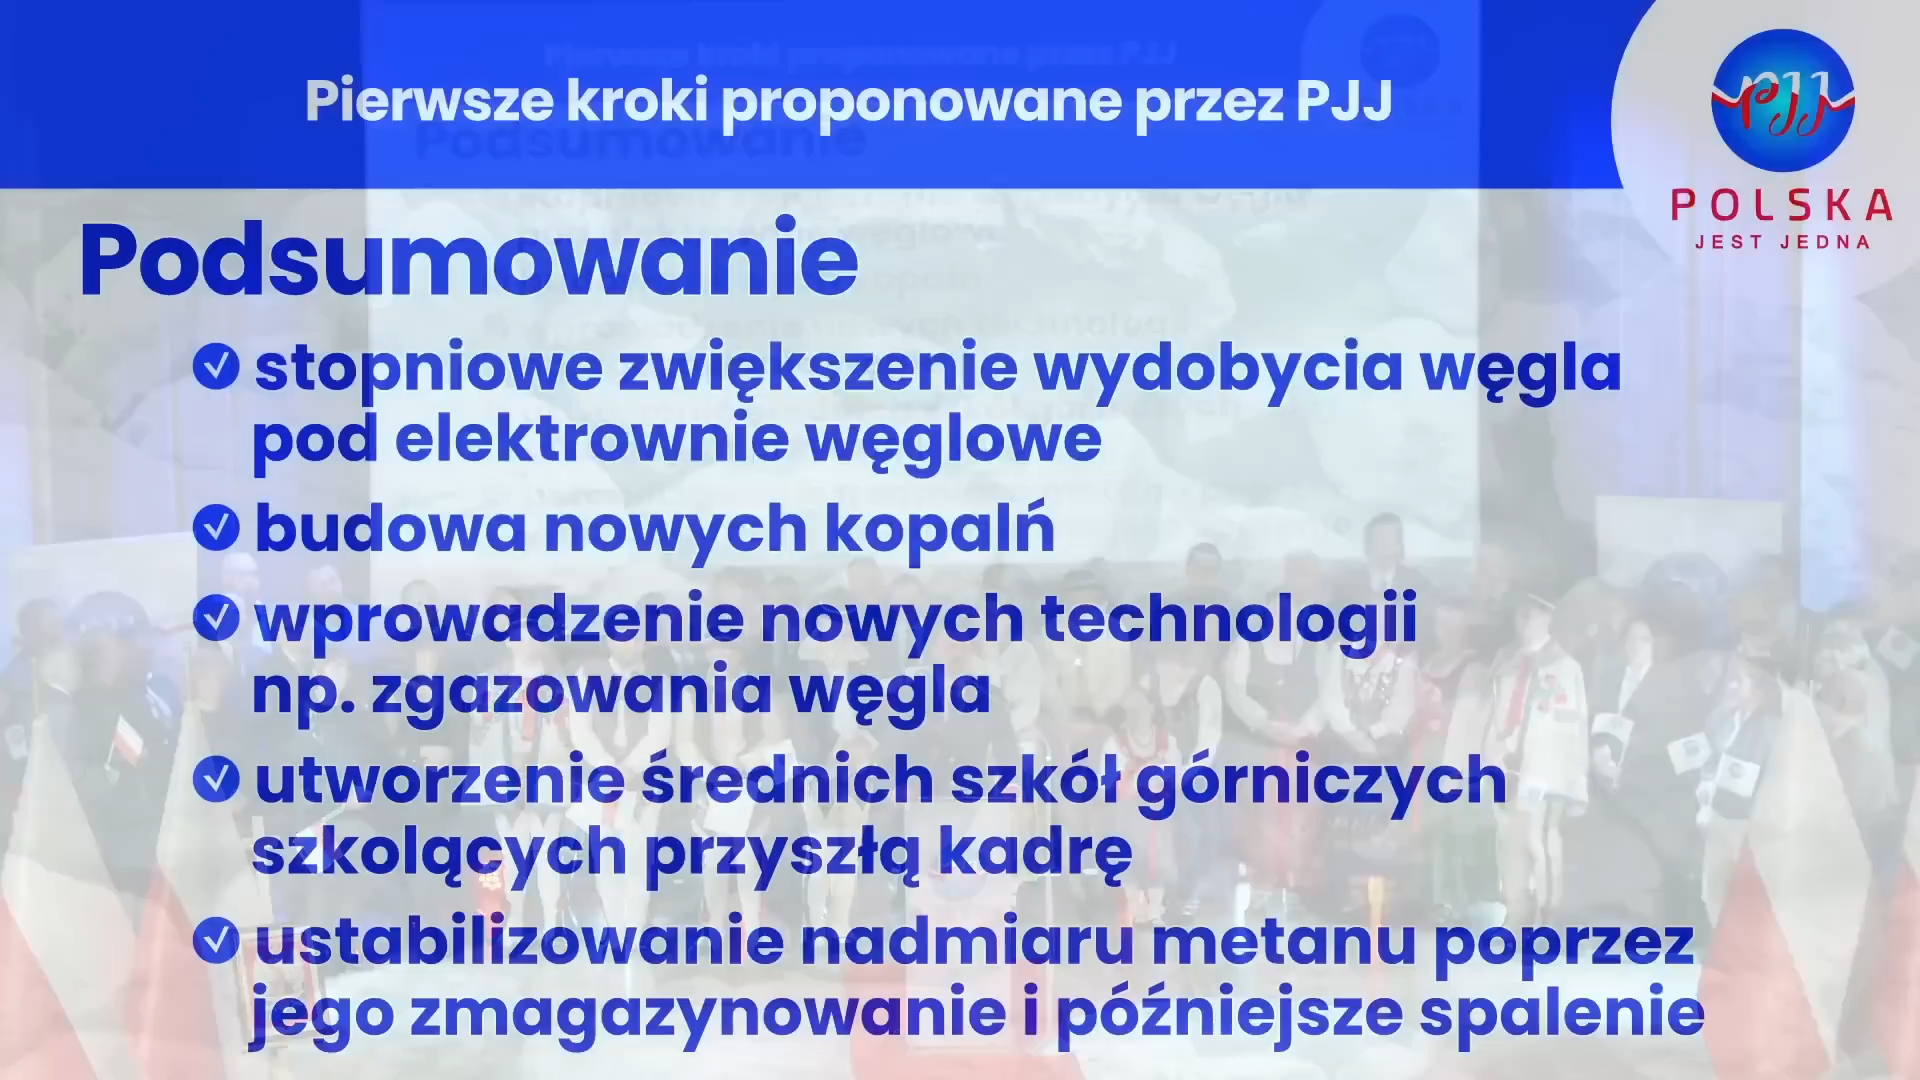 Pierwsze kroki proponowane przez PJJ
PJJ
POLSKA
JEST JEDNA
Podsumowanie
stopniowe zwiększenie wydobycia węgla
pod elektrownie węglowe
budowa nowych kopalń
wprowadzenie nowych technologii
np. zgazowania węgla
utworzenie średnich szkół górniczych
szkolących przyszłą kadrę
ustabilizowanie nadmiaru metanu poprzez
jego zmagazynowanie i późniejsze spalenie